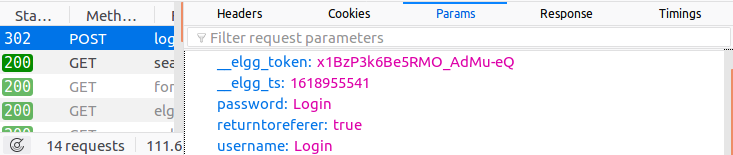 Sta... Meth... F
Headers Cookies Params Response Timings
302 POST log
Filter request parameters
200 GET sea
__elgg_token: x1BzP3k6Be5RMO_AdMu-eQ
200 GET for
__elgg_ts: 1618955541
200 GET elg
password: Login
returntoreferer: true
200 GET
14 requests 111.6
username: Login